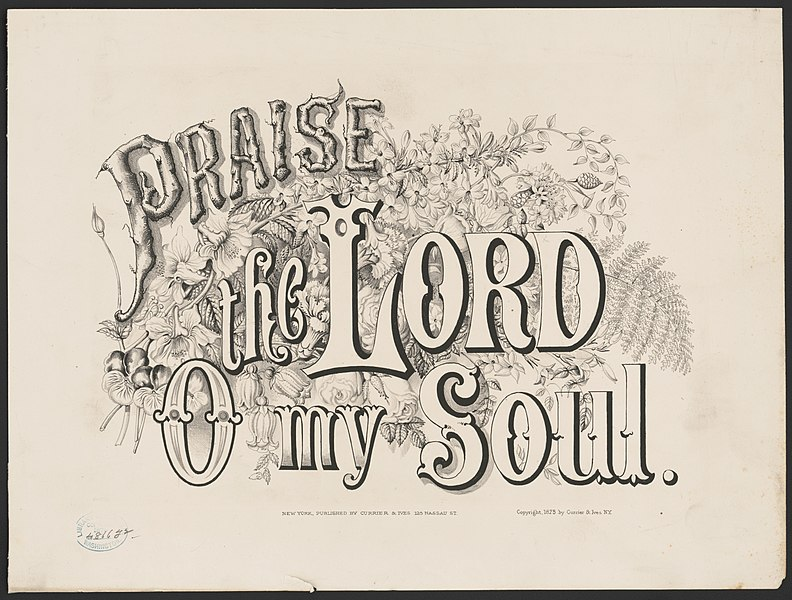 PRAISE
the LORD
O my Soul.
NEW YORK, PUBLISHED BY CURRIER & IVES 125 NASSAU ST.
Copyright, 1875 by Currier & Ives. N.Y.